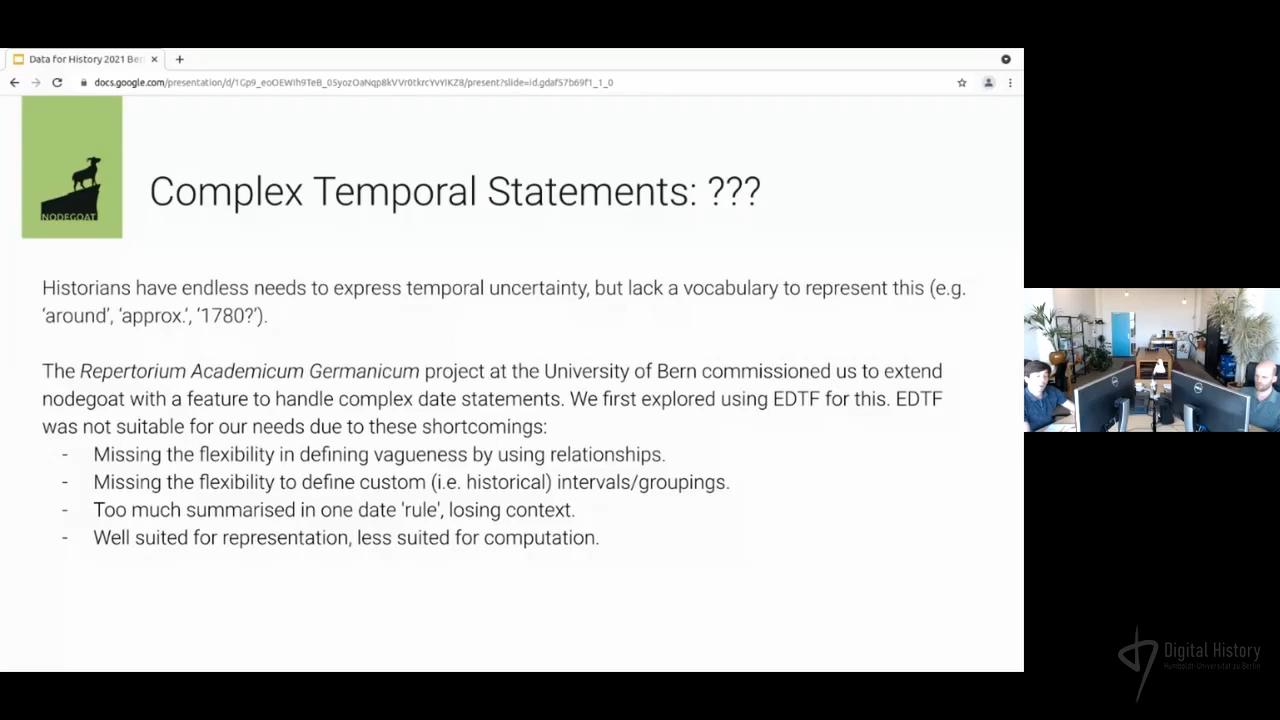 Data for History 2021 Ber
docs.google.com/presentation/d/1Gp9_eoOEWIh9TeB_05yozOaNqp8kVVr0tkrcYvYIKZ8/present?slide=id.gdaf57b69f1_1_0
NODEGOAT
Complex Temporal Statements: ???
Historians have endless needs to express temporal uncertainty, but lack a vocabulary to represent this (e.g.
‘around’, ‘approx.’, ‘1780?’).
The Repertorium Academicum Germanicum project at the University of Bern commissioned us to extend
nodegoat with a feature to handle complex date statements. We first explored using EDTF for this. EDTF
was not suitable for our needs due to these shortcomings:
- Missing the flexibility in defining vagueness by using relationships.
- Missing the flexibility to define custom (i.e. historical) intervals/groupings.
- Too much summarised in one date 'rule', losing context.
- Well suited for representation, less suited for computation.
Digital History
Humboldt-Universität zu Berlin